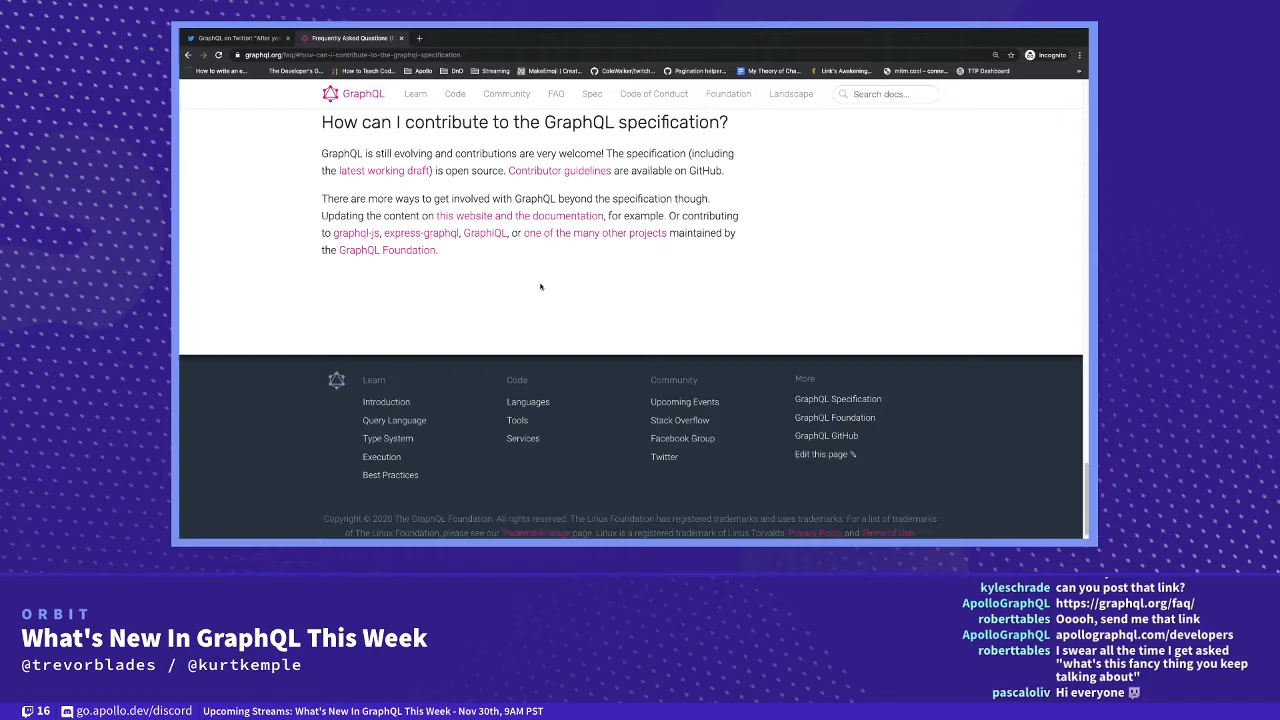 GraphQL on Twitter: "After yo
Frequently Asked Questions (F
graphql.org/faq/#how-can-i-contribute-to-the-graphql-specification
Incognito
How to write an e...
The Developer's G...
How to Teach Cod...
Apollo
DnD
Streaming
MakeEmoji | Creat...
ColeWalker/twitch...
Pagination helper...
My Theory of Cha...
Link's Awakening...
mitm.cool – conne...
TTP Dashboard
»
GraphQL
Learn
Code
Community
FAQ
Spec
Code of Conduct
Foundation
Landscape
Search docs...
How can I contribute to the GraphQL specification?
GraphQL is still evolving and contributions are very welcome! The specification (including
the latest working draft) is open source. Contributor guidelines are available on GitHub.
There are more ways to get involved with GraphQL beyond the specification though.
Updating the content on this website and the documentation, for example. Or contributing
to graphql-js, express-graphql, GraphiQL, or one of the many other projects maintained by
the GraphQL Foundation.
Learn
Introduction
Query Language
Type System
Execution
Best Practices
Code
Languages
Tools
Services
Community
Upcoming Events
Stack Overflow
Facebook Group
Twitter
More
GraphQL Specification
GraphQL Foundation
GraphQL GitHub
Edit this page ✎
Copyright © 2020 The GraphQL Foundation. All rights reserved. The Linux Foundation has registered trademarks and uses trademarks. For a list of trademarks
of The Linux Foundation, please see our Trademark Usage page. Linux is a registered trademark of Linus Torvalds. Privacy Policy and Terms of Use.
ORBIT
What's New In GraphQL This Week
@trevorblades / @kurtkemple
kyleschrade can you post that link?
ApolloGraphQL https://graphql.org/faq/
roberttables Ooooh, send me that link
ApolloGraphQL apollographql.com/developers
roberttables I swear all the time I get asked
"what's this fancy thing you keep
talking about"
pascaloliv Hi everyone
16
go.apollo.dev/discord
Upcoming Streams: What's New In GraphQL This Week - Nov 30th, 9AM PST